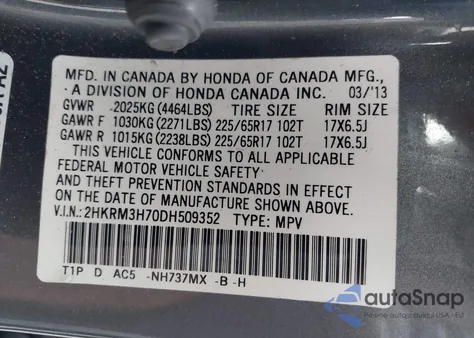 MFD. IN CANADA BY HONDA OF CANADA MFG.,
A DIVISION OF HONDA CANADA INC. 03/'13
GVWR 2025KG (4464LBS) TIRE SIZE RIM SIZE
GAWR F 1030KG (2271LBS) 225/65R17 102T 17X6.5J
GAWR R 1015KG (2238LBS) 225/65R17 102T 17X6.5J
THIS VEHICLE CONFORMS TO ALL APPLICABLE
FEDERAL MOTOR VEHICLE SAFETY
AND THEFT PREVENTION STANDARDS IN EFFECT
ON THE DATE OF MANUFACTURE SHOWN ABOVE.
V.I.N.: 2HKRM3H70DH509352 TYPE: MPV
T1P D AC5 -NH737MX -B -H
autoSnap